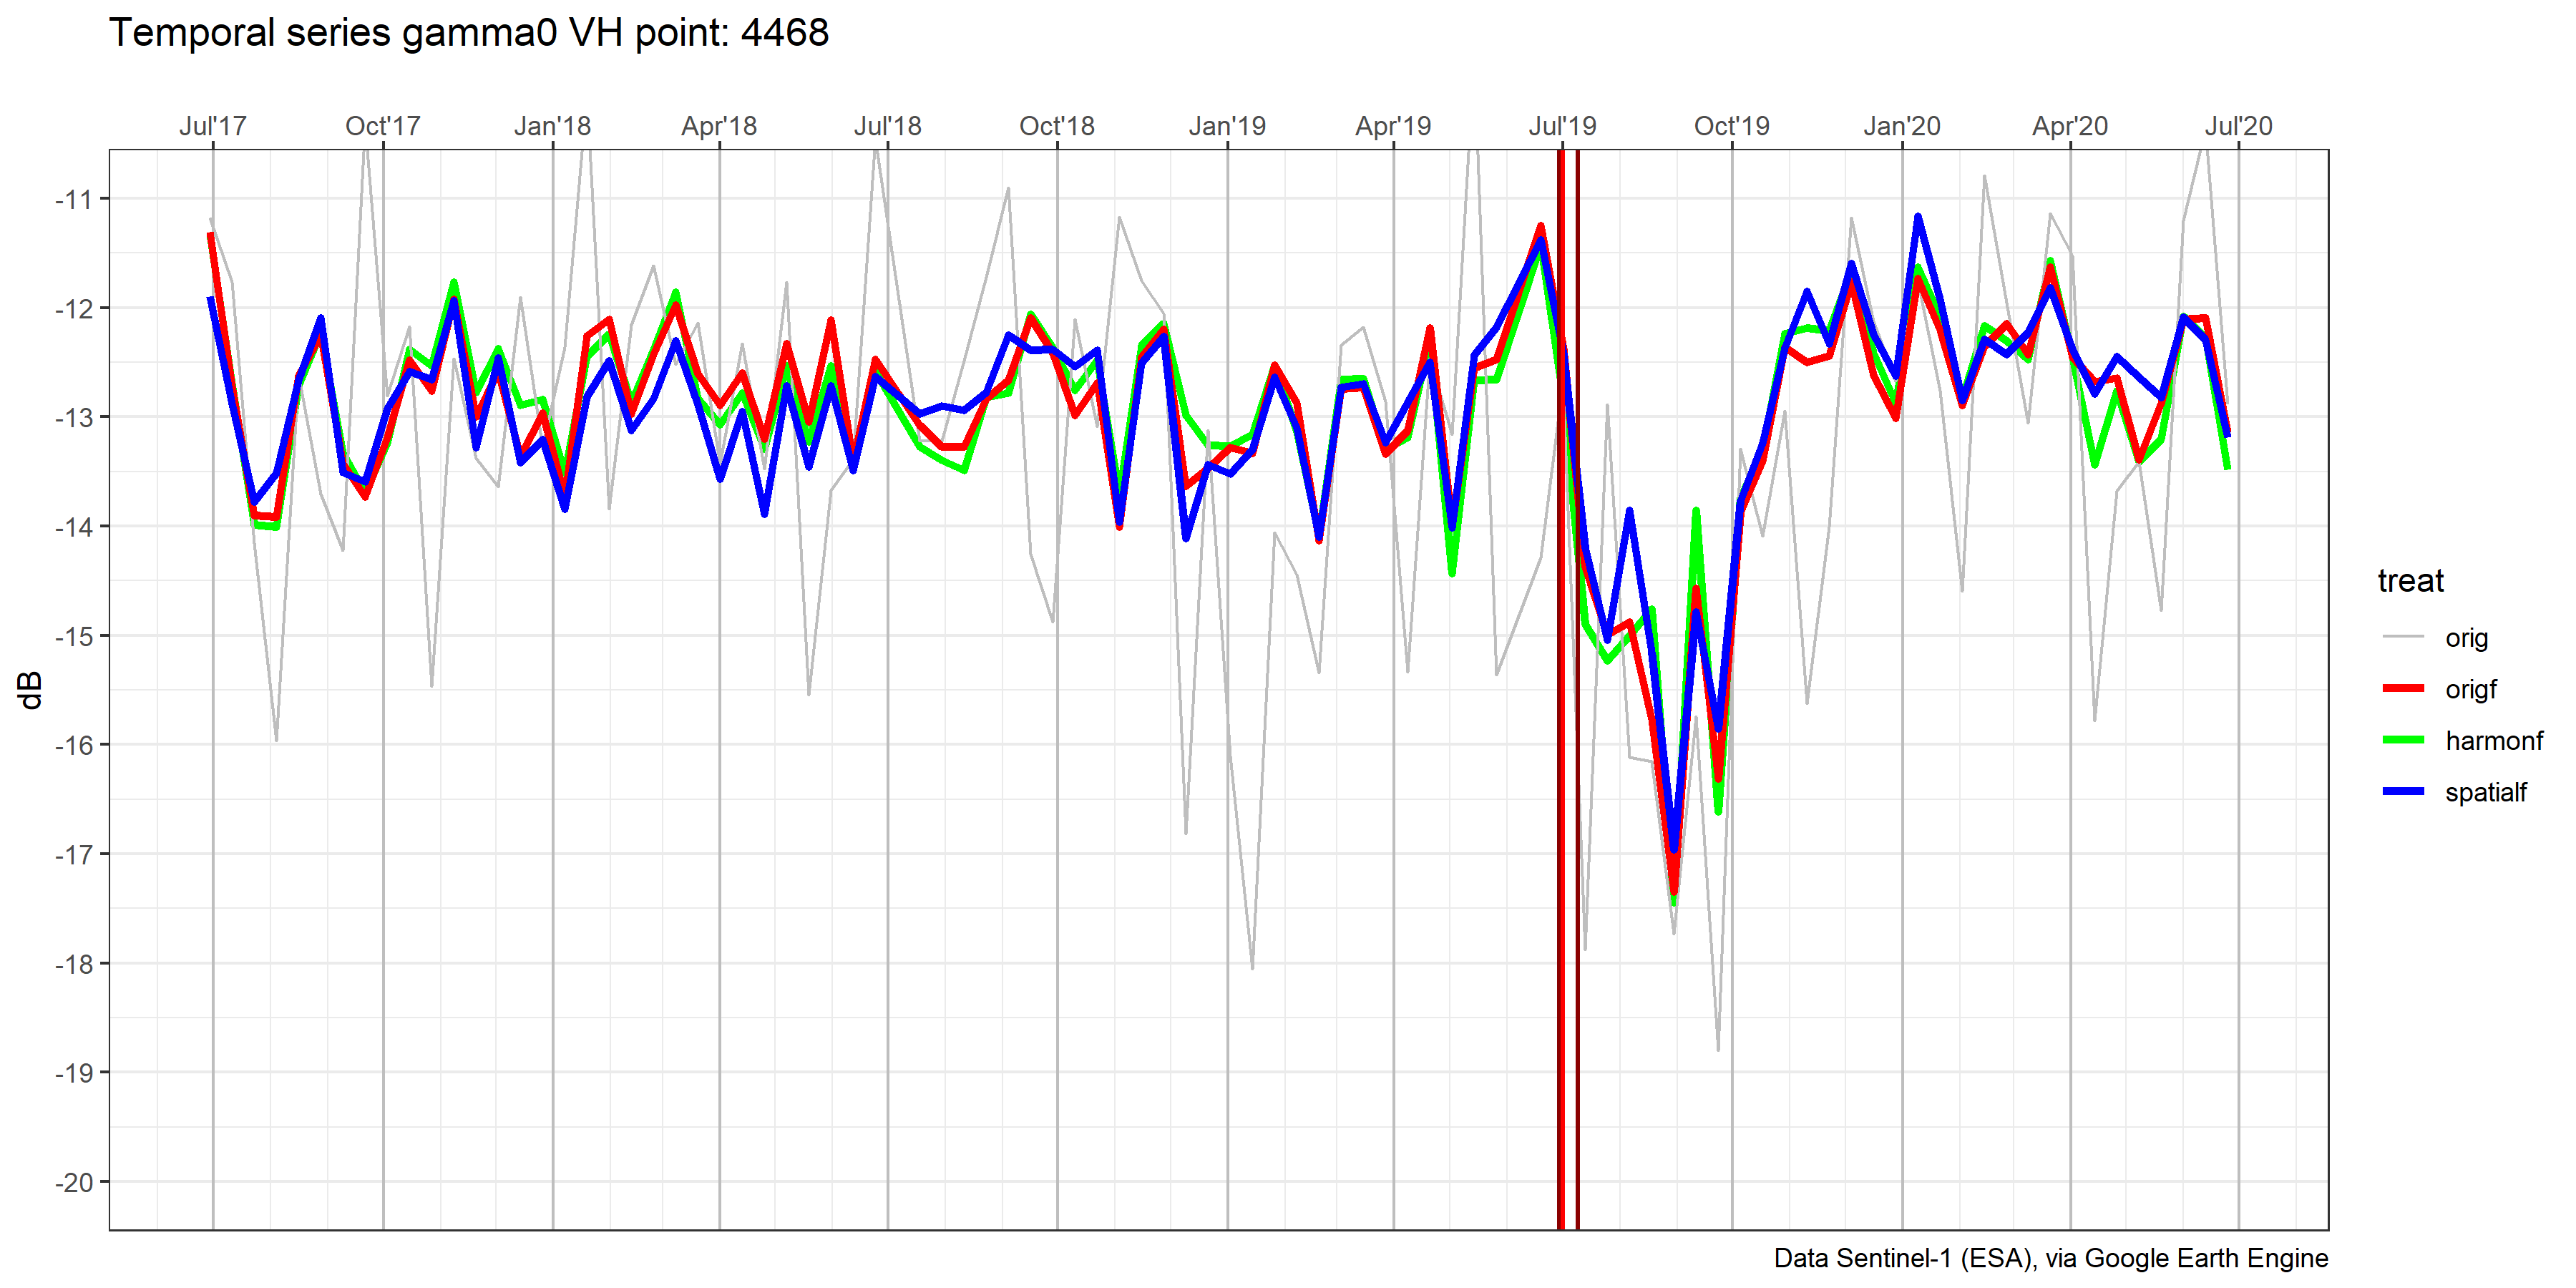 Temporal series gamma0 VH point: 4468
Jul'17 Oct'17 Jan'18 Apr'18 Jul'18 Oct'18 Jan'19 Apr'19 Jul'19 Oct'19 Jan'20 Apr'20 Jul'20
-11
-12
-13
-14
-15
-16
-17
-18
-19
-20
dB
treat
orig
origf
harmonf
spatialf
Data Sentinel-1 (ESA), via Google Earth Engine